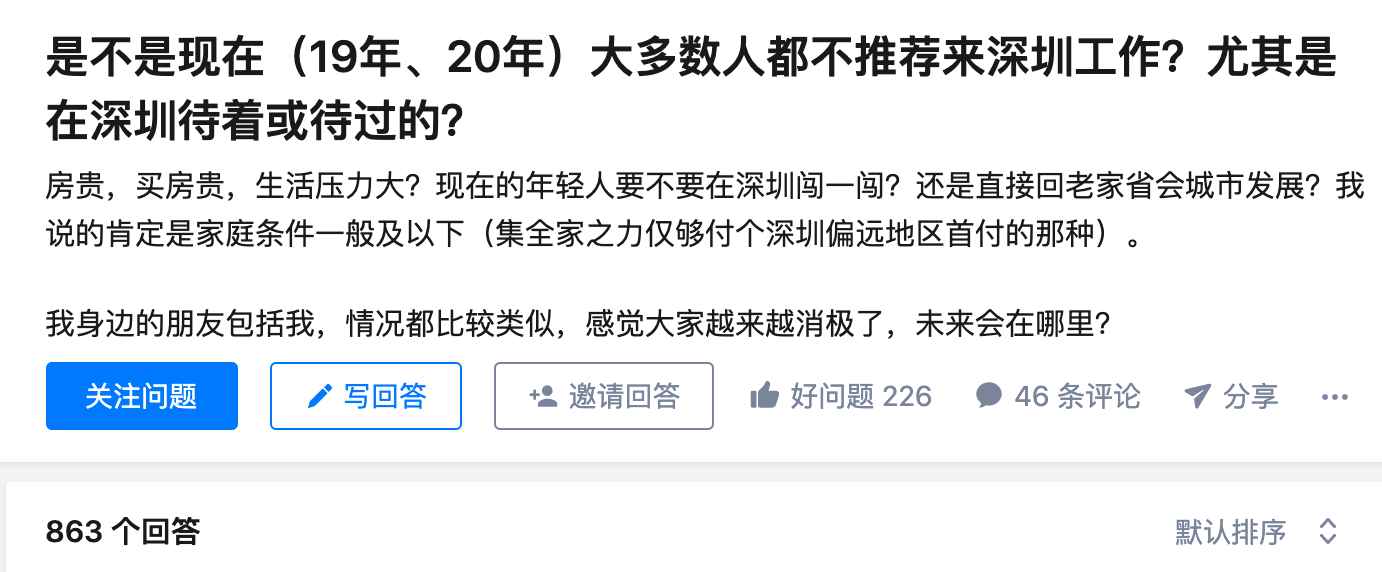 是不是现在（19年、20年）大多数人都不推荐来深圳工作？尤其是
在深圳待着或待过的？
房贵，买房贵，生活压力大？现在的年轻人要不要在深圳闯一闯？还是直接回老家省会城市发展？我
说的肯定是家庭条件一般及以下（集全家之力仅够付个深圳偏远地区首付的那种）。
我身边的朋友包括我，情况都比较类似，感觉大家越来越消极了，未来会在哪里？
关注问题 写回答 邀请回答 好问题 226 46 条评论 分享 ···
863 个回答 默认排序